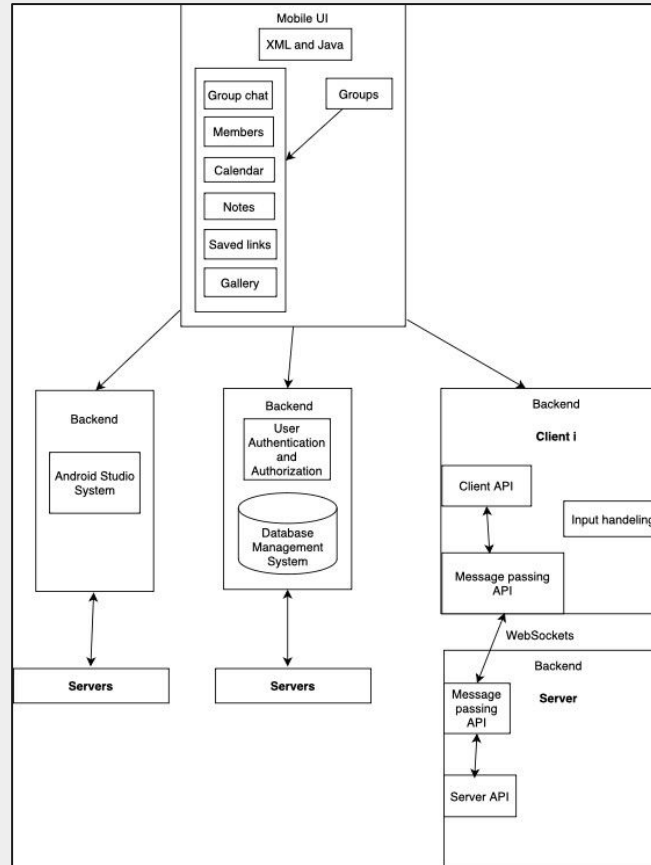 Mobile UI
XML and Java
Group chat
Groups
Members
Calendar
Notes
Saved links
Gallery
Backend
Android Studio
System
Servers
Backend
User
Authentication
and
Authorization
Database
Management
System
Servers
Backend
Client i
Client API
Input handeling
Message passing
API
WebSockets
Backend
Server
Message
passing
API
Server API